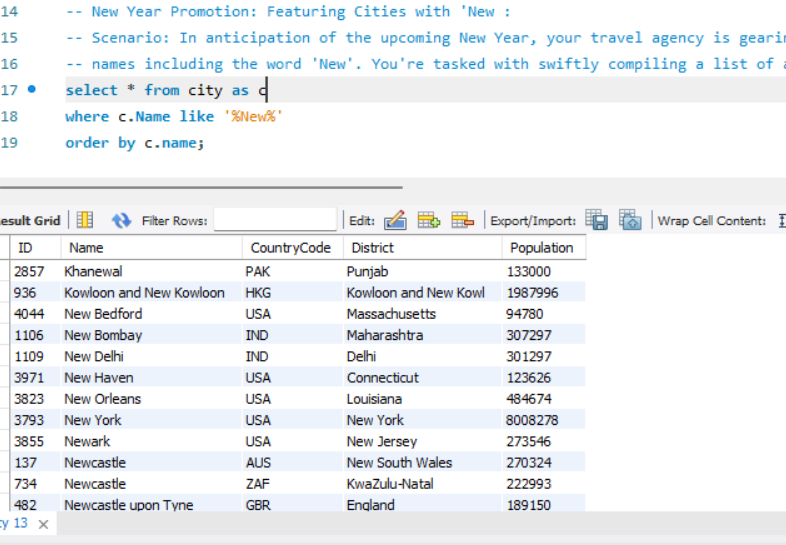 14 -- New Year Promotion: Featuring Cities with 'New :
15 -- Scenario: In anticipation of the upcoming New Year, your travel agency is
16 -- names including the word 'New'. You're tasked with swiftly compiling a list of
17 select * from city as c
18 where c.Name like '%New%'
19 order by c.name;
Grid Filter Rows: Edit: Export/Import: Wrap Cell Content:
ID Name CountryCode District Population
2857 Khanewal PAK Punjab 133000
936 Kowloon and New Kowloon HKG Kowloon and New Kowl 1987996
4044 New Bedford USA Massachusetts 94780
1106 New Bombay IND Maharashtra 307297
1109 New Delhi IND Delhi 301297
3971 New Haven USA Connecticut 123626
3823 New Orleans USA Louisiana 484674
3793 New York USA New York 8008278
3855 Newark USA New Jersey 273546
137 Newcastle AUS New South Wales 270324
734 Newcastle ZAF KwaZulu-Natal 222993
482 Newcastle upon Tyne GBR England 189150
13